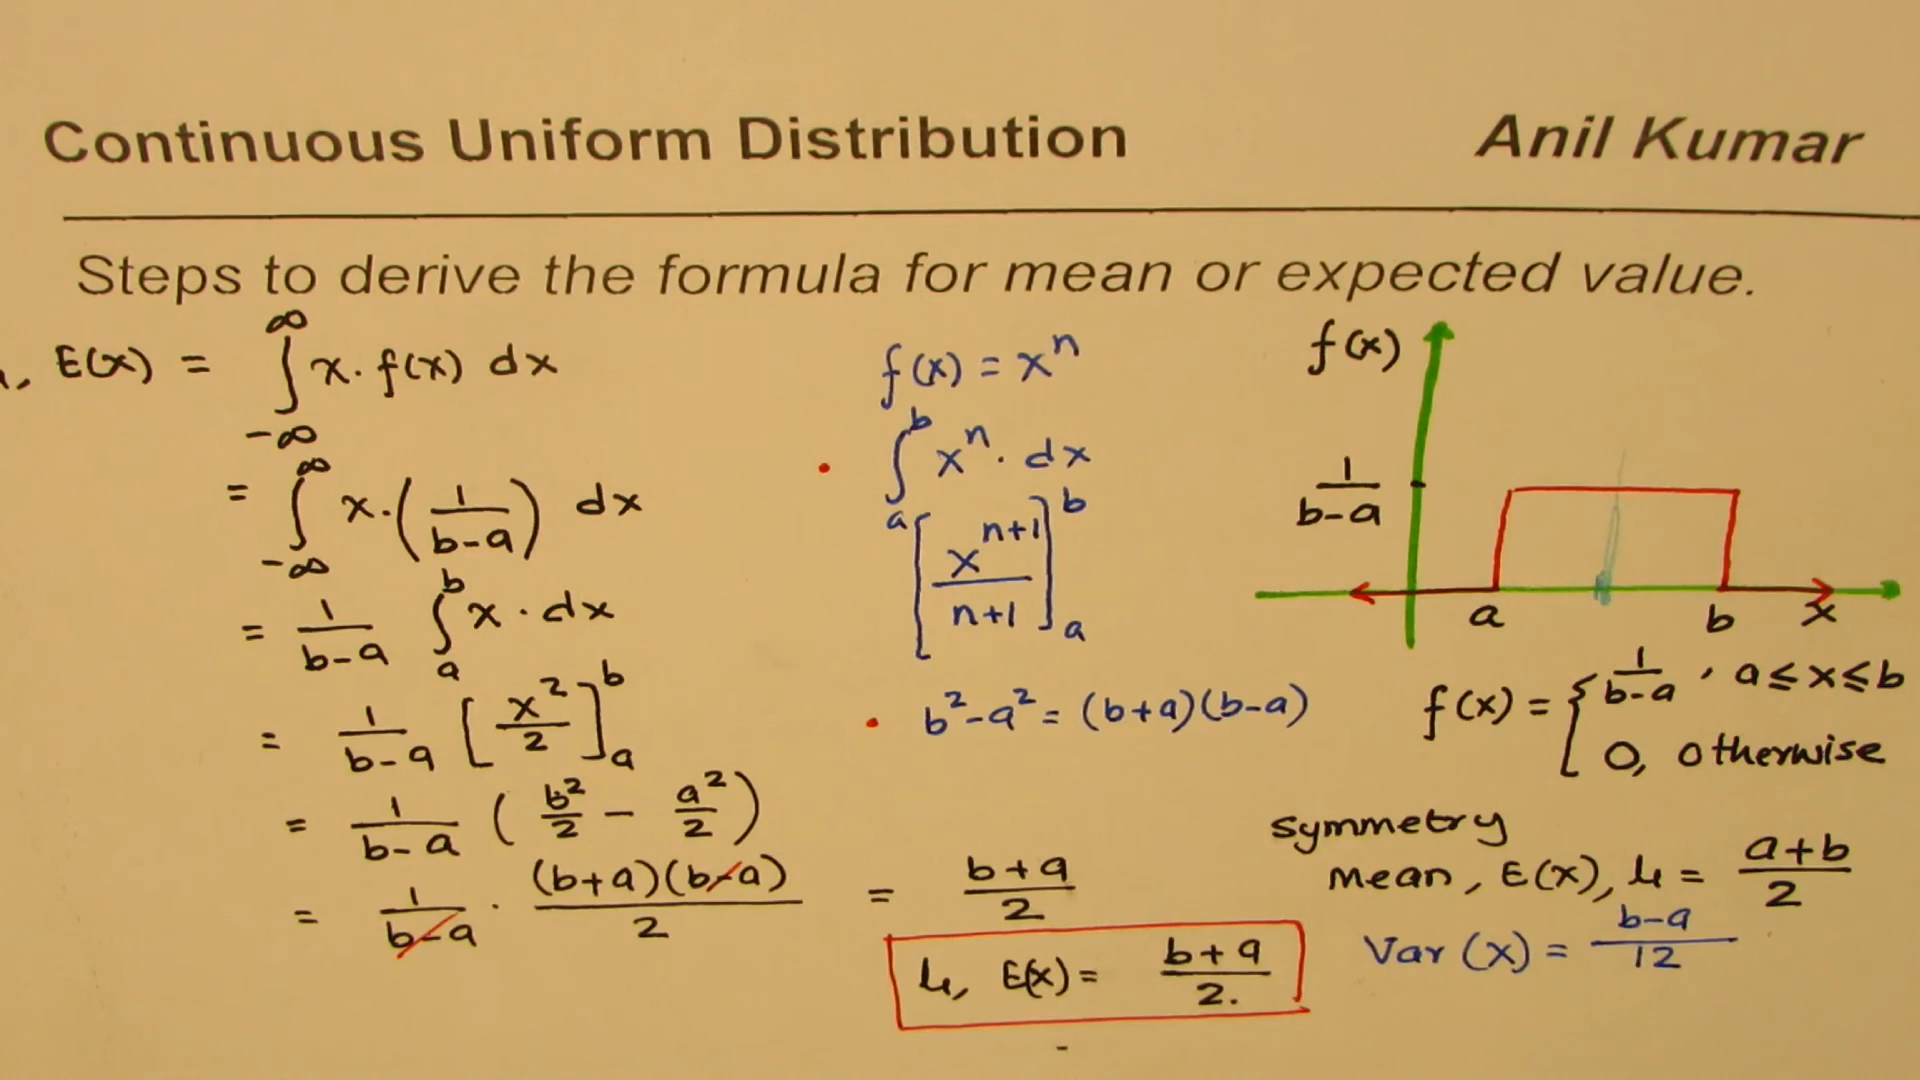 Continuous Uniform Distribution
Anil Kumar
Steps to derive the formula for mean or expected value.
, E(x) = ∫_{-∞}^{∞} x · f(x) dx
= ∫_{-∞}^{∞} x · (1/(b-a)) dx
= 1/(b-a) ∫_a^b x · dx
= 1/(b-a) [x²/2]_a^b
= 1/(b-a) (b²/2 - a²/2)
= 1/(b-a) · (b+a)(b-a)/2 = (b+a)/2
μ, E(x) = (b+a)/2.
f(x) = x^n
∫_a^b x^n · dx
[x^{n+1}/(n+1)]_a^b
b²-a² = (b+a)(b-a)
f(x)
1/(b-a)
a b x
f(x) = { 1/(b-a), a≤x≤b
0, otherwise
Symmetry
mean, E(x), μ = (a+b)/2
Var (x) = (b-a)/12